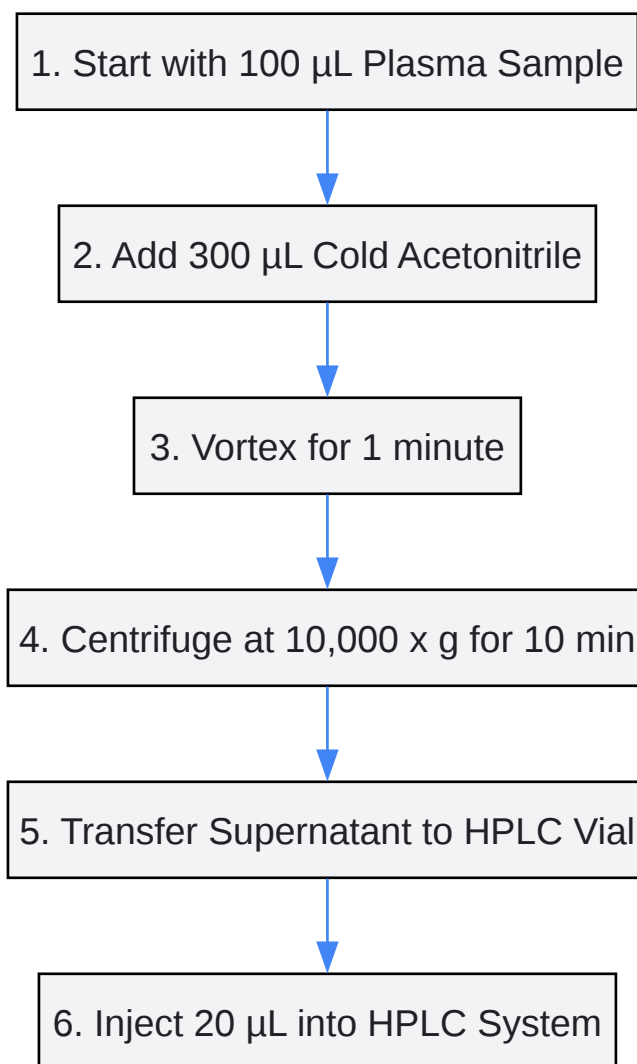 1. Start with 100 µL Plasma Sample
2. Add 300 µL Cold Acetonitrile
3. Vortex for 1 minute
4. Centrifuge at 10,000 x g for 10 min
5. Transfer Supernatant to HPLC Vial
6. Inject 20 µL into HPLC System